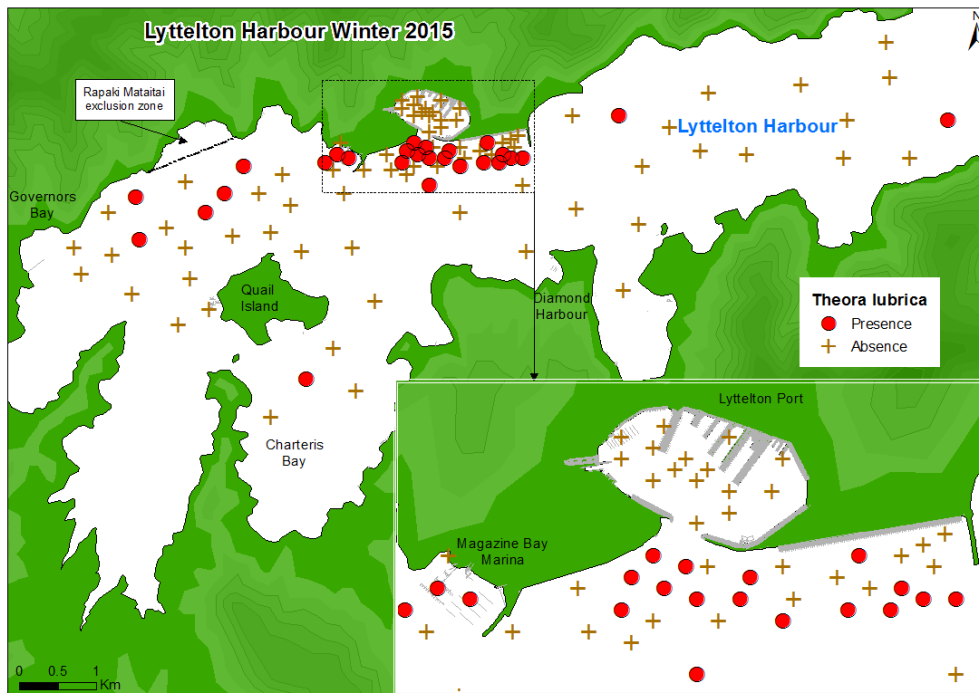 Lyttelton Harbour Winter 2015
N
Rapaki Mataitai
exclusion zone
Lyttelton Harbour
Governors
Bay
Quail
Island
Diamond
Harbour
Theora lubrica
Presence
Absence
Charteris
Bay
Lyttelton Port
Magazine Bay
Marina
0 0.5 1
Km